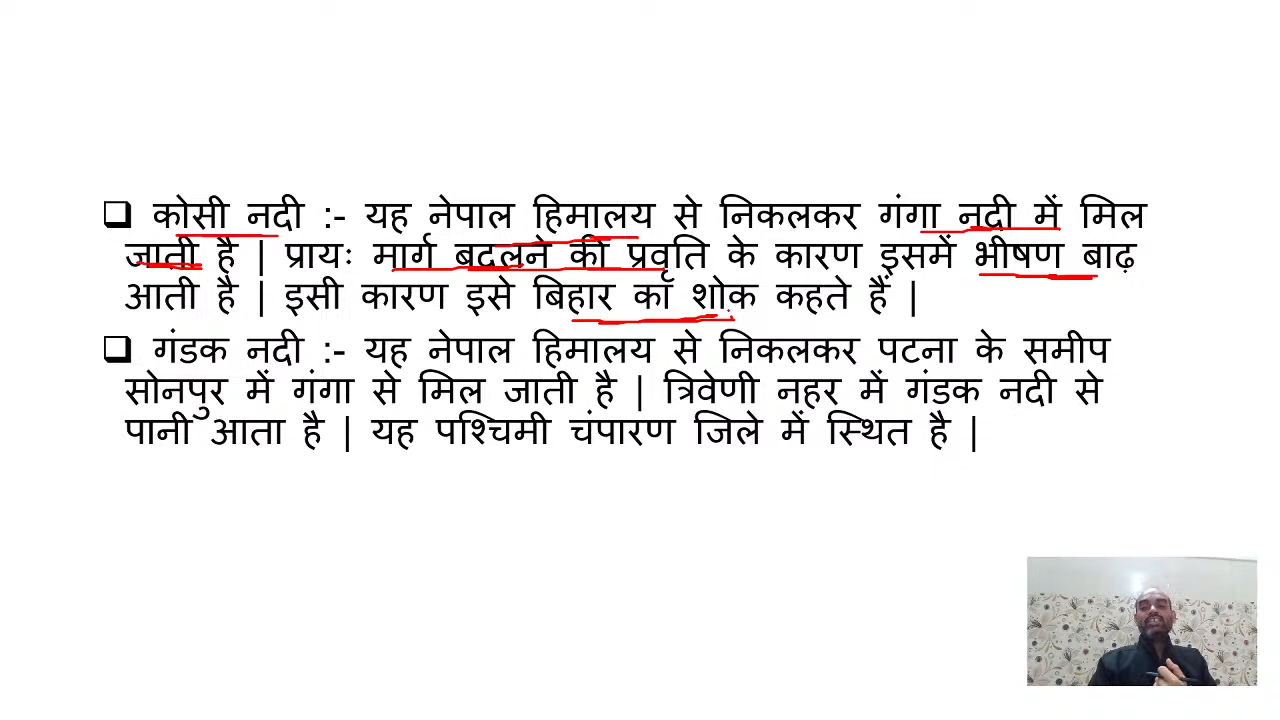 ❑ कोसी नदी :- यह नेपाल हिमालय से निकलकर गंगा नदी में मिल
जाती है | प्रायः मार्ग बदलने की प्रवृति के कारण इसमें भीषण बाढ़
आती है | इसी कारण इसे बिहार का शोक कहते हैं |
❑ गंडक नदी :- यह नेपाल हिमालय से निकलकर पटना के समीप
सोनपुर में गंगा से मिल जाती है | त्रिवेणी नहर में गंडक नदी से
पानी आता है | यह पश्चिमी चंपारण जिले में स्थित है |